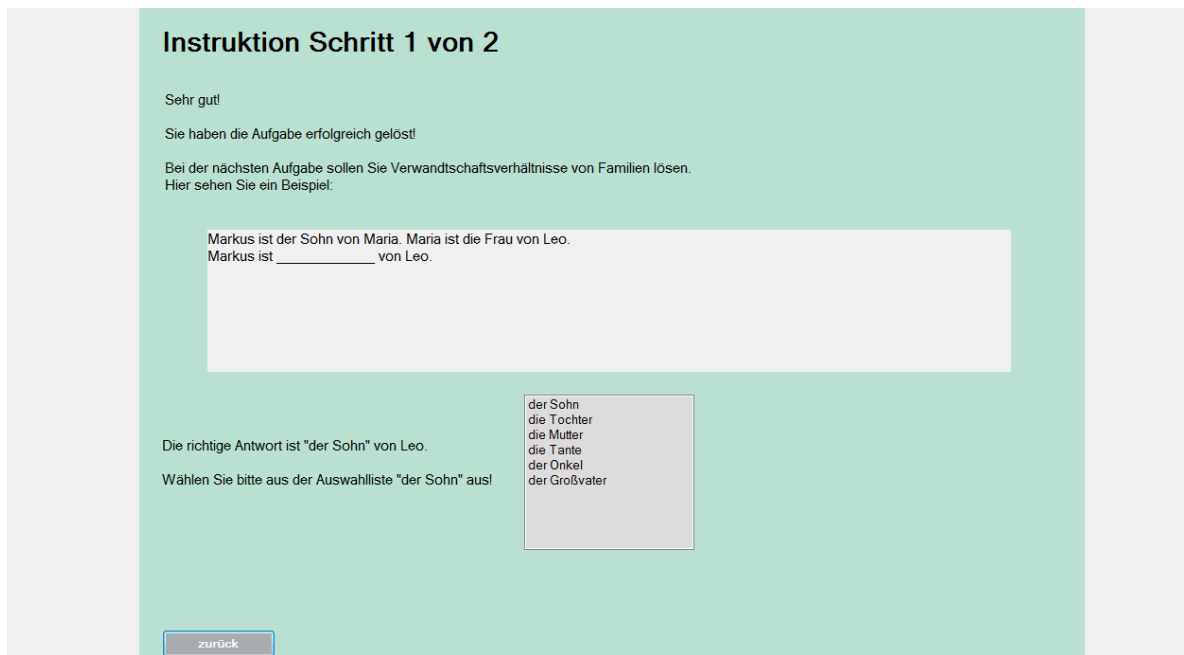 Instruktion Schritt 1 von 2
Sehr gut!
Sie haben die Aufgabe erfolgreich gelöst!
Bei der nächsten Aufgabe sollen Sie Verwandtschaftsverhältnisse von Familien lösen.
Hier sehen Sie ein Beispiel:
Markus ist der Sohn von Maria. Maria ist die Frau von Leo.
Markus ist _____________ von Leo.
Die richtige Antwort ist "der Sohn" von Leo.
Wählen Sie bitte aus der Auswahlliste "der Sohn" aus!
der Sohn
die Tochter
die Mutter
die Tante
der Onkel
der Großvater
zurück